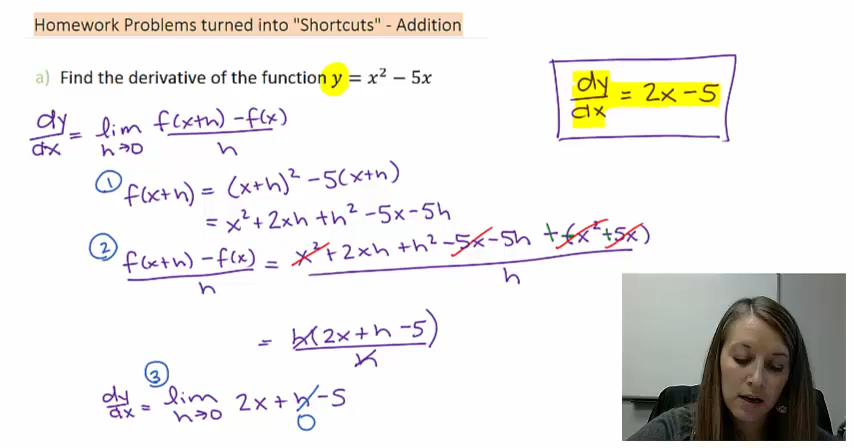 Homework Problems turned into "Shortcuts" - Addition
a) Find the derivative of the function y = x² − 5x
dy/dx = 2x − 5
dy/dx = lim h→0 (f(x+h) − f(x))/h
① f(x+h) = (x+h)² − 5(x+h)
= x² + 2xh + h² − 5x − 5h
② (f(x+h) − f(x))/h = (x² + 2xh + h² − 5x − 5h + (−x² + 5x))/h
= h(2x + h − 5)/h
③
dy/dx = lim h→0 2x + h − 5
0